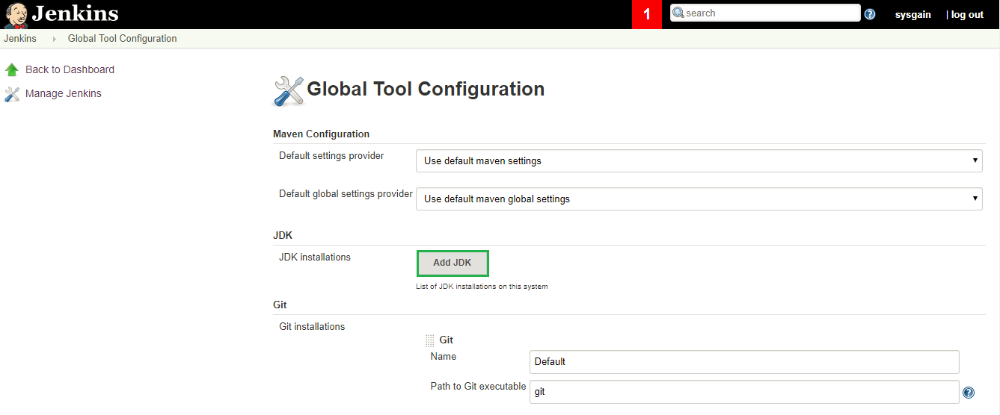 Jenkins
1
search
sysgain
| log out
Jenkins
Global Tool Configuration
Back to Dashboard
Manage Jenkins
Global Tool Configuration
Maven Configuration
Default settings provider
Use default maven settings
Default global settings provider
Use default maven global settings
JDK
JDK installations
Add JDK
List of JDK installations on this system
Git
Git installations
Git
Name
Default
Path to Git executable
git